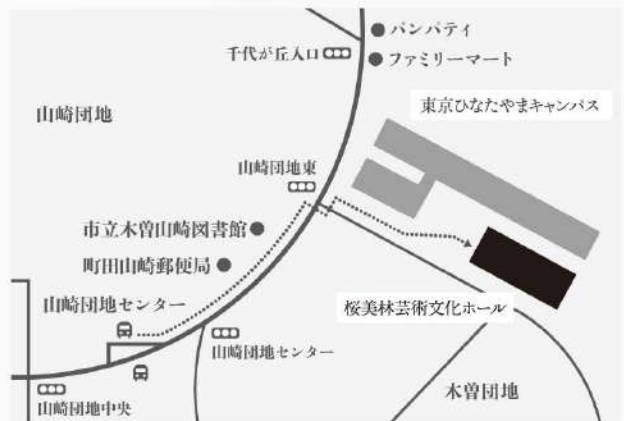 パンパティ
千代が丘入口
ファミリーマート
東京ひなたやまキャンパス
山崎団地
山崎団地東
市立木曽山崎図書館
町田山崎郵便局
山崎団地センター
桜美林芸術文化ホール
山崎団地センター
木曽団地
山崎団地中央